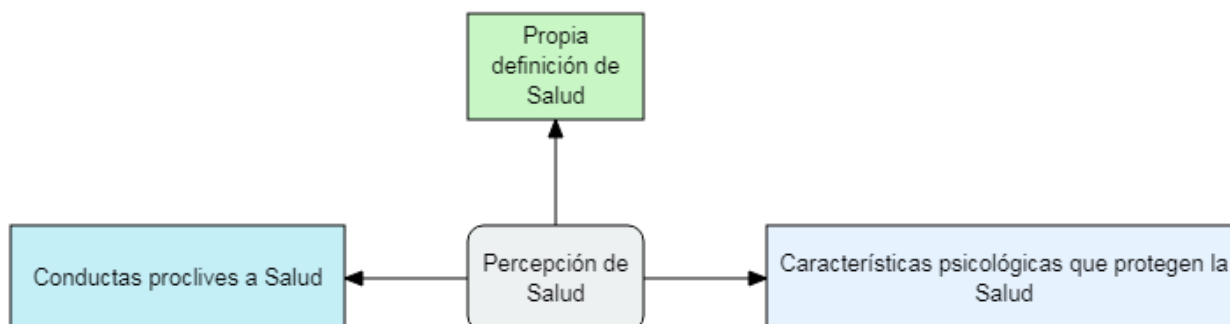 Propia
definición de
Salud
Conductas proclives a Salud
Percepción de
Salud
Características psicológicas que protegen la
Salud